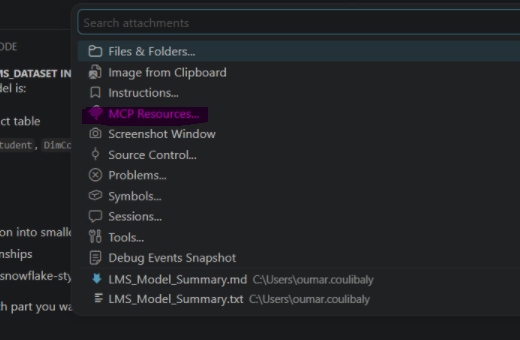 Search attachments
ODE
Files & Folders...
MS_DATASET IN
Image from Clipboard
del is:
Instructions...
MCP Resources...
ct table
Screenshot Window
tudent, DimCo
Source Control...
Problems...
Symbols...
Sessions...
on into smalle
Tools...
nships
Debug Events Snapshot
snowflake-sty
LMS_Model_Summary.md C:\Users\oumar.coulibaly
h part you wa
LMS_Model_Summary.txt C:\Users\oumar.coulibaly